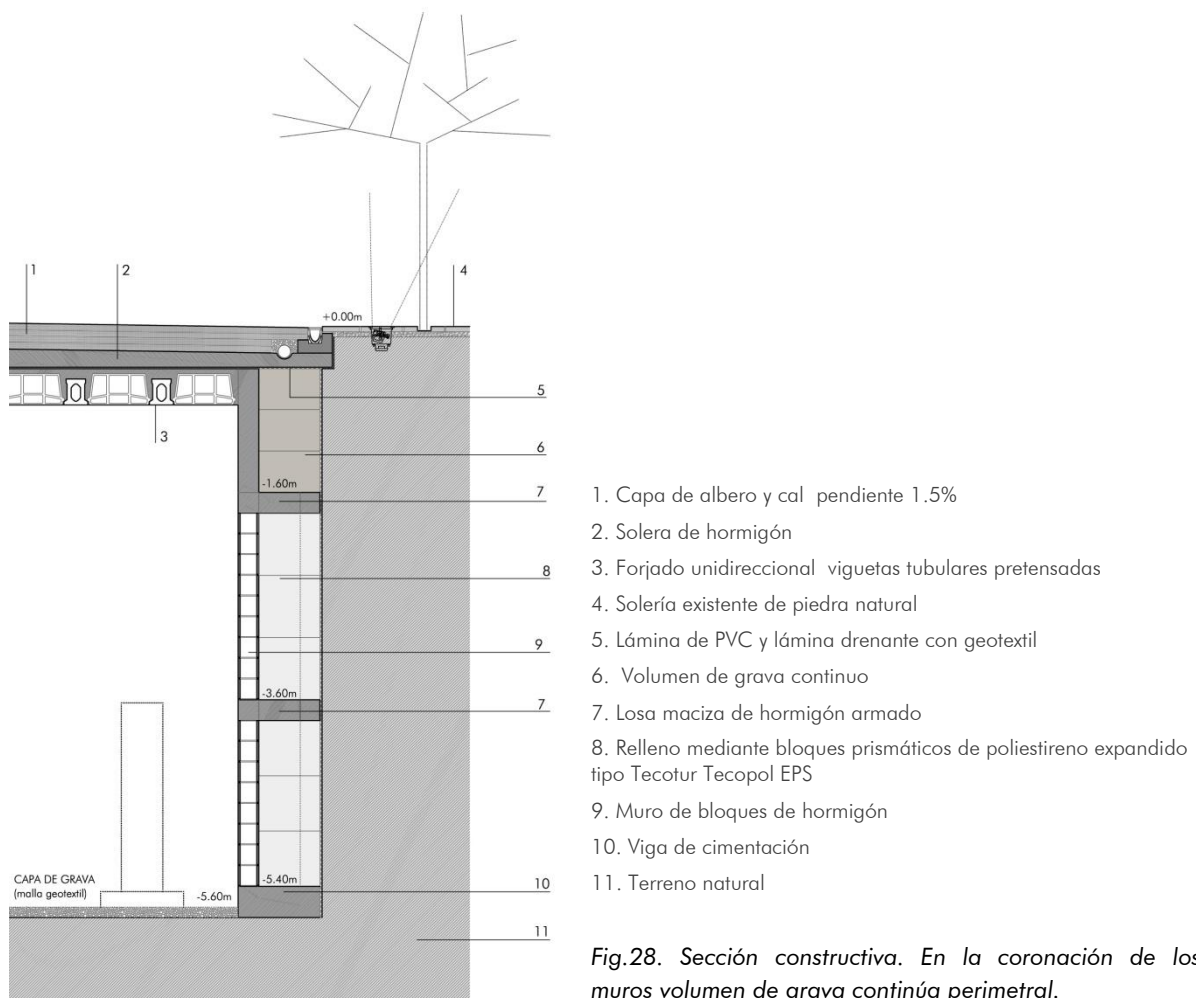 1
2
4
+0.00m
5
3
6
-1.60m
7
8
9
-3.60m
7
CAPA DE GRAVA
(malla geotextil)
-5.60m
-5.40m
10
11
1. Capa de albero y cal pendiente 1.5%
2. Solera de hormigón
3. Forjado unidireccional viguetas tubulares pretensadas
4. Solería existente de piedra natural
5. Lámina de PVC y lámina drenante con geotextil
6. Volumen de grava continuo
7. Losa maciza de hormigón armado
8. Relleno mediante bloques prismáticos de poliestireno expandido
tipo Tecotur Tecopol EPS
9. Muro de bloques de hormigón
10. Viga de cimentación
11. Terreno natural
Fig.28. Sección constructiva. En la coronación de los
muros volumen de grava continúa perimetral.